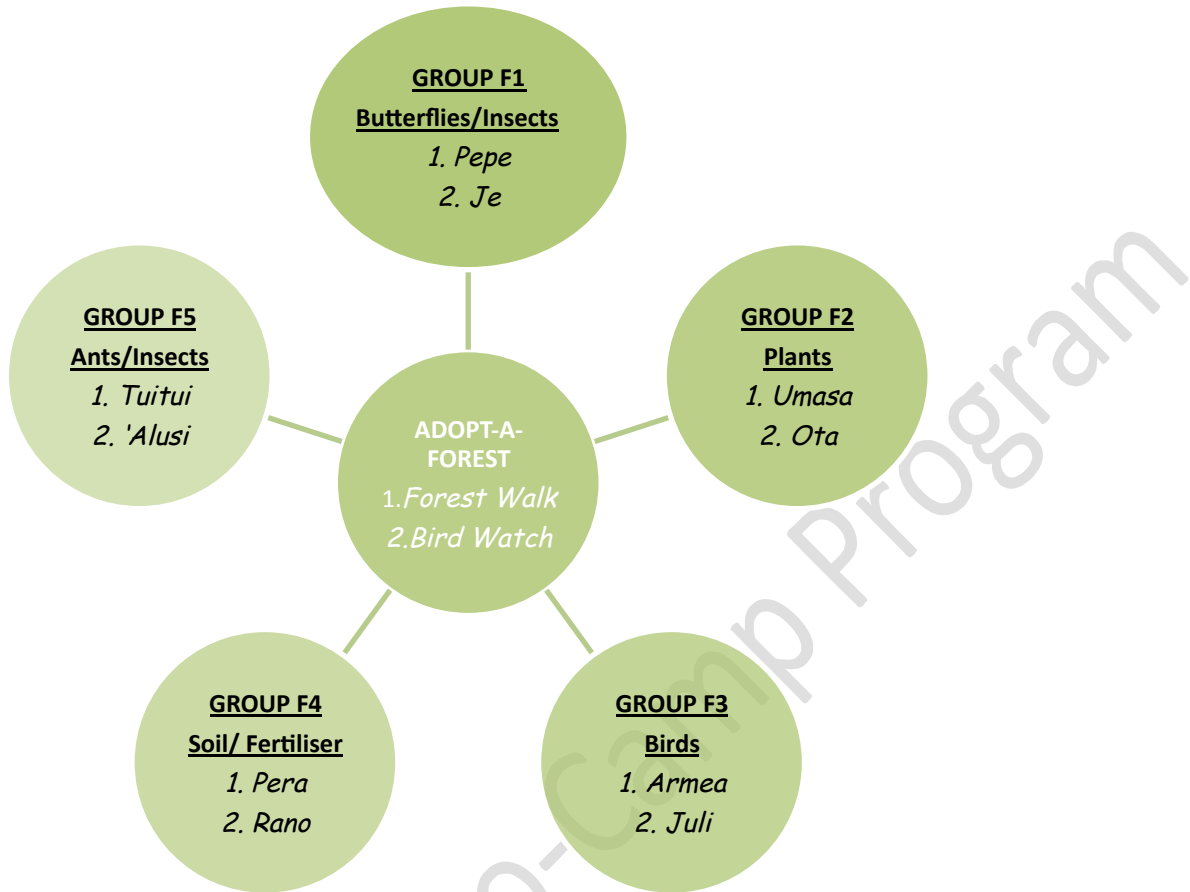 GROUP F1
Butterflies/Insects
1. Pepe
2. Je
GROUP F5
Ants/Insects
1. Tuitui
2. ‘Alusi
GROUP F2
Plants
1. Umasa
2. Ota
ADOPT-A-
FOREST
1.Forest Walk
2.Bird Watch
GROUP F4
Soil/ Fertiliser
1. Pera
2. Rano
GROUP F3
Birds
1. Armea
2. Juli
-Camp Program